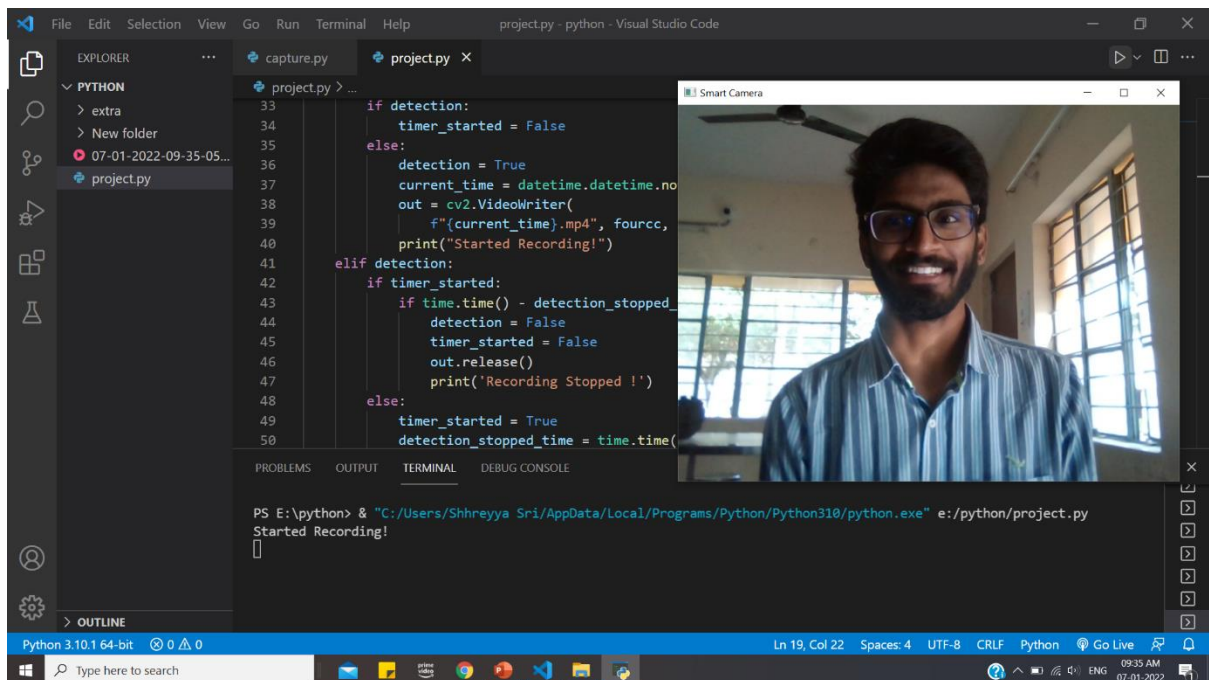 File Edit Selection View Go Run Terminal Help
project.py - python - Visual Studio Code
EXPLORER
PYTHON
extra
New folder
07-01-2022-09-35-05...
project.py
OUTLINE
capture.py project.py
project.py > ...
33 if detection:
34 timer_started = False
35 else:
36 detection = True
37 current_time = datetime.datetime.no
38 out = cv2.VideoWriter(
39 f"{current_time}.mp4", fourcc,
40 print("Started Recording!")
41 elif detection:
42 if timer_started:
43 if time.time() - detection_stopped_
44 detection = False
45 timer_started = False
46 out.release()
47 print('Recording Stopped !')
48 else:
49 timer_started = True
50 detection_stopped_time = time.time(
Smart Camera
PROBLEMS OUTPUT TERMINAL DEBUG CONSOLE
PS E:\python> & "C:/Users/Shhreyya Sri/AppData/Local/Programs/Python/Python310/python.exe" e:/python/project.py
Started Recording!
Python 3.10.1 64-bit 0 0 Ln 19, Col 22 Spaces: 4 UTF-8 CRLF Python Go Live
Type here to search
prime video
ENG
09:35 AM
07-01-2022